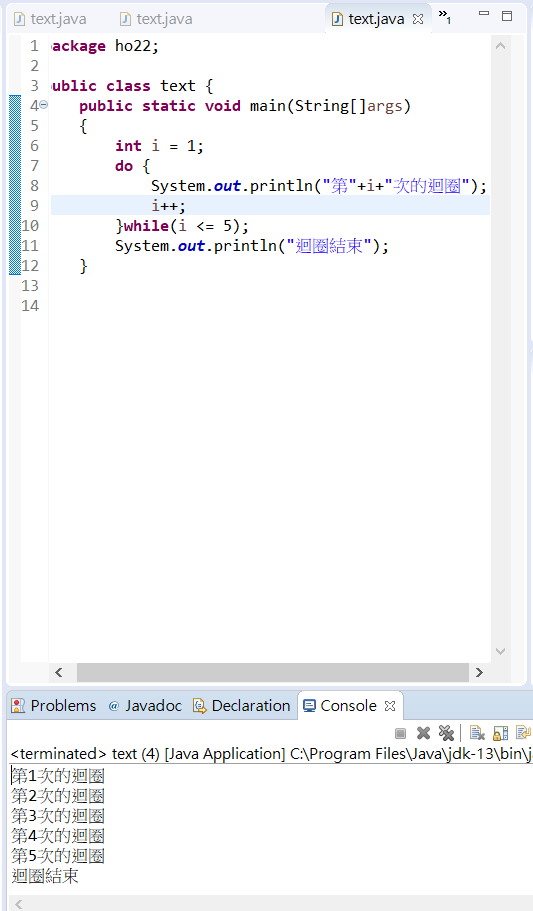 text.java text.java text.java »1
1 package ho22;
2
3 public class text {
4 public static void main(String[]args)
5 {
6 int i = 1;
7 do {
8 System.out.println("第"+i+"次的迴圈");
9 i++;
10 }while(i <= 5);
11 System.out.println("迴圈結束");
12 }
13
14
Problems @ Javadoc Declaration Console
<terminated> text (4) [Java Application] C:\Program Files\Java\jdk-13\bin\j
第1次的迴圈
第2次的迴圈
第3次的迴圈
第4次的迴圈
第5次的迴圈
迴圈結束